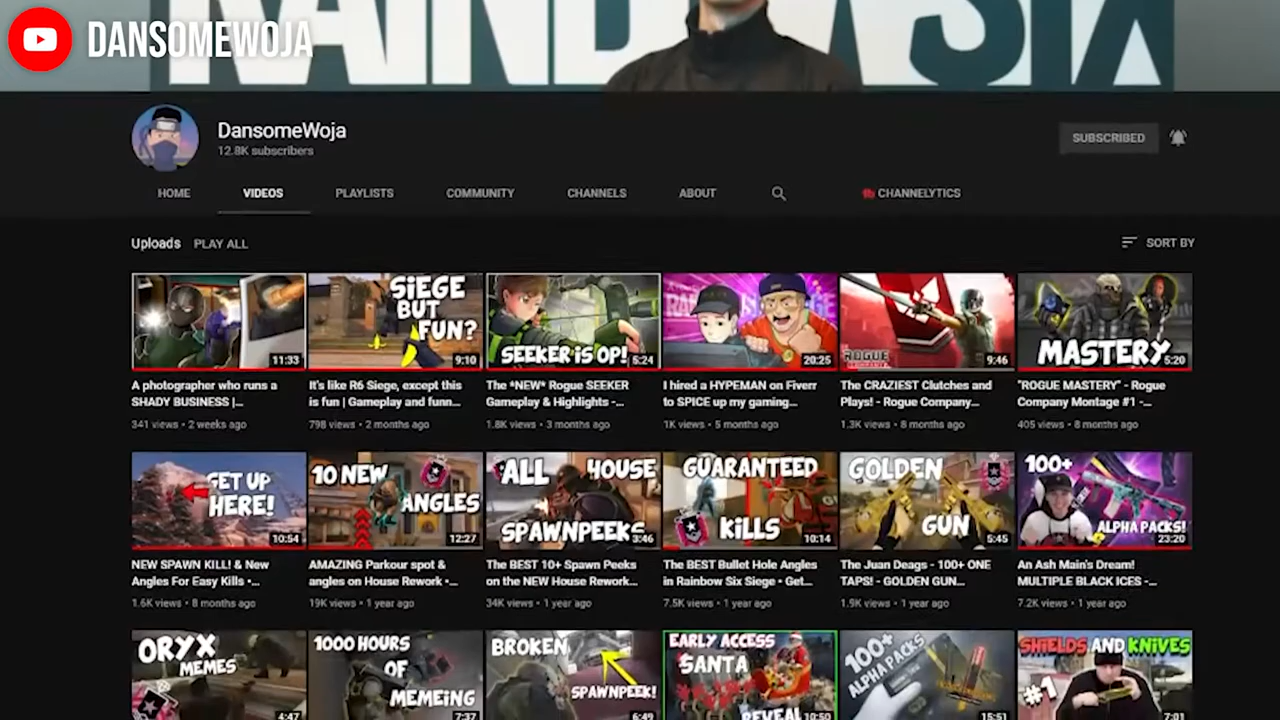 RAINBOW SIX
DANSOMEWOJA
DansomeWoja
12.8K subscribers
SUBSCRIBED
HOME
VIDEOS
PLAYLISTS
COMMUNITY
CHANNELS
ABOUT
CHANNELYTICS
Uploads PLAY ALL
SORT BY
11:33
SiEGE
BUT
FUN?
9:10
SEEKER iS OP!
5:24
20:25
ROGUE
COMPANY
9:46
MASTERY
5:20
A photographer who runs a
SHADY BUSINESS |...
341 views • 2 weeks ago
It's like R6 Siege, except this
is fun | Gameplay and funn...
798 views • 2 months ago
The *NEW* Rogue SEEKER
Gameplay & Highlights -...
1.8K views • 3 months ago
I hired a HYPEMAN on Fiverr
to SPICE up my gaming...
1K views • 5 months ago
The CRAZIEST Clutches and
Plays! - Rogue Company...
1.3K views • 8 months ago
"ROGUE MASTERY" - Rogue
Company Montage #1 -...
405 views • 8 months ago
GET UP
HERE!
10:54
10 NEW
ANGLES
12:27
ALL HOUSE
SPAWNPEEKS
3:46
GUARANTEED
KiLLS
10:14
GOLDEN
GUN
5:45
100+
ALPHA PACKS!
23:20
NEW SPAWN KILL! & New
Angles For Easy Kills •...
1.6K views • 8 months ago
AMAZING Parkour spot &
angles on House Rework •...
19K views • 1 year ago
The BEST 10+ Spawn Peeks
on the NEW House Rework...
34K views • 1 year ago
The BEST Bullet Hole Angles
in Rainbow Six Siege • Get...
7.5K views • 1 year ago
The Juan Deags - 100+ ONE
TAPS! - GOLDEN GUN...
1.9K views • 1 year ago
An Ash Main's Dream!
MULTIPLE BLACK ICES -...
7.2K views • 1 year ago
ORYX
MEMES
4:47
1000 HOURS
OF
MEMEiNG
7:37
BROKEN
SPAWNPEEK!
6:49
EARLY ACCESS
SANTA
REVEAL
10:50
100+
ALPHA PACKS
15:51
SHiELDS AND KNiVES
#1
7:01